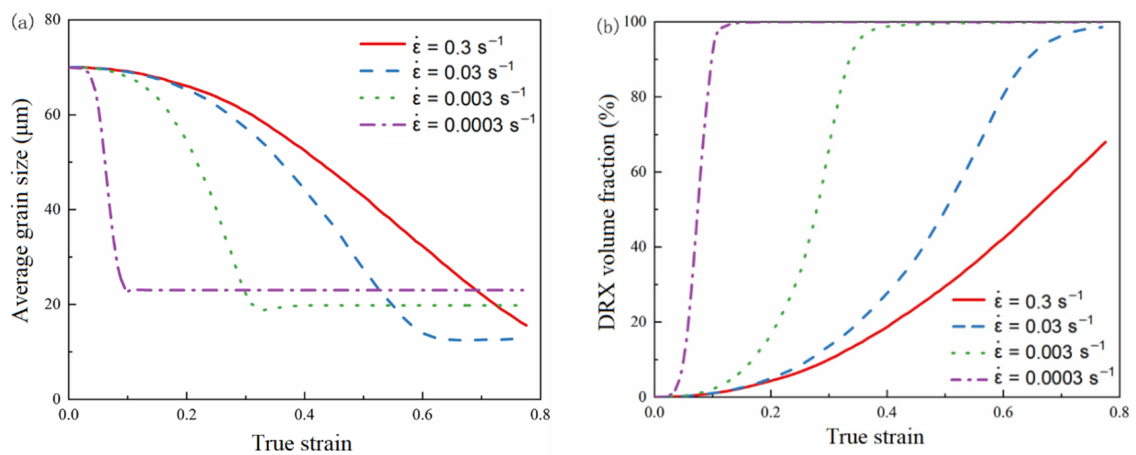 (a)
80
60
40
20
0
0.0 0.2 0.4 0.6 0.8
Average grain size (μm)
True strain
ε̇ = 0.3 s⁻¹
ε̇ = 0.03 s⁻¹
ε̇ = 0.003 s⁻¹
ε̇ = 0.0003 s⁻¹
(b)
100
80
60
40
20
0
0.0 0.2 0.4 0.6 0.8
DRX volume fraction (%)
True strain
ε̇ = 0.3 s⁻¹
ε̇ = 0.03 s⁻¹
ε̇ = 0.003 s⁻¹
ε̇ = 0.0003 s⁻¹